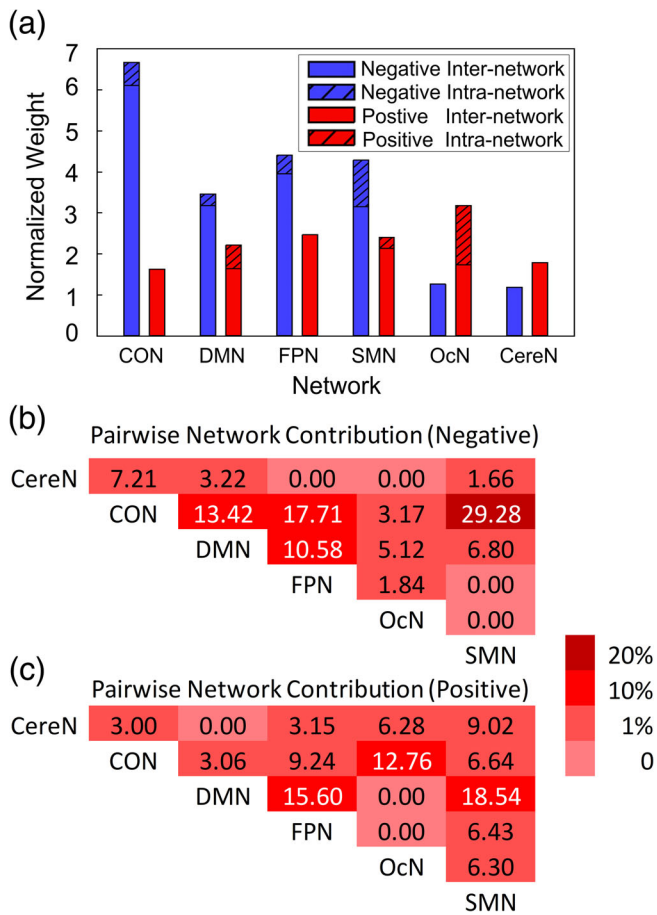 (a)
7
6
5
4
3
2
1
0
Normalized Weight
Negative Inter-network
Negative Intra-network
Postive Inter-network
Positive Intra-network
CON DMN FPN SMN OcN CereN
Network
(b)
Pairwise Network Contribution (Negative)
CereN 7.21 3.22 0.00 0.00 1.66
CON 13.42 17.71 3.17 29.28
DMN 10.58 5.12 6.80
FPN 1.84 0.00
OcN 0.00
SMN
(c)
Pairwise Network Contribution (Positive)
CereN 3.00 0.00 3.15 6.28 9.02
CON 3.06 9.24 12.76 6.64
DMN 15.60 0.00 18.54
FPN 0.00 6.43
OcN 6.30
SMN
20%
10%
1%
0